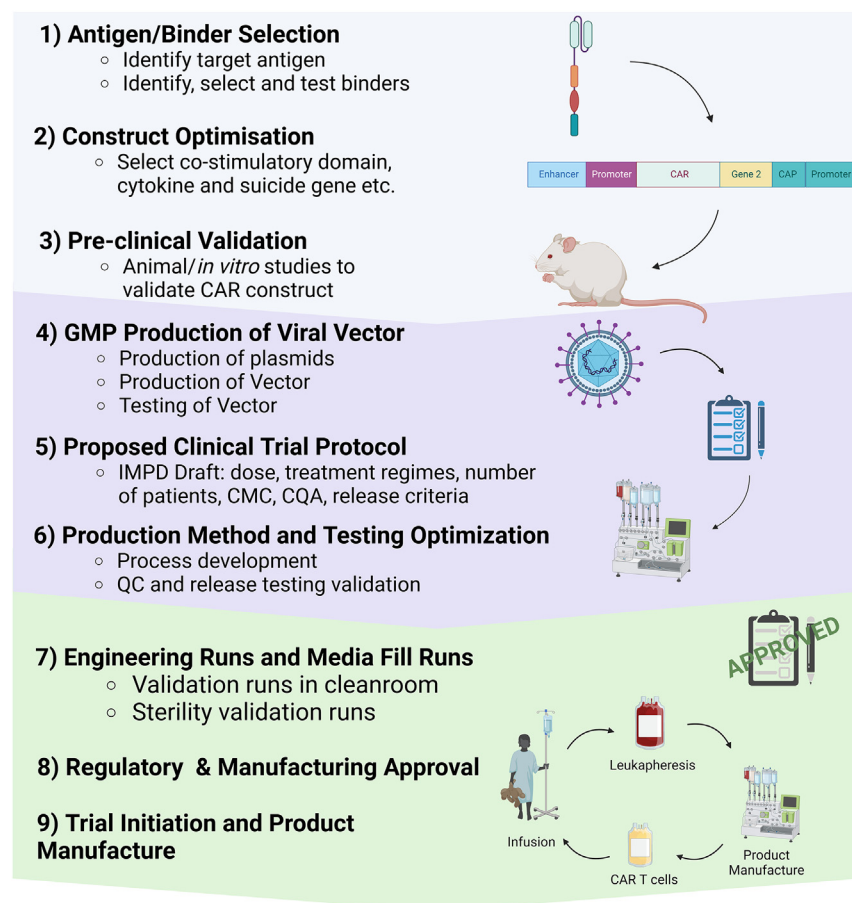 1) Antigen/Binder Selection
○ Identify target antigen
○ Identify, select and test binders
2) Construct Optimisation
○ Select co-stimulatory domain,
cytokine and suicide gene etc.
Enhancer Promoter CAR Gene 2 CAP Promoter
3) Pre-clinical Validation
○ Animal/in vitro studies to
validate CAR construct
4) GMP Production of Viral Vector
○ Production of plasmids
○ Production of Vector
○ Testing of Vector
5) Proposed Clinical Trial Protocol
○ IMPD Draft: dose, treatment regimes, number
of patients, CMC, CQA, release criteria
6) Production Method and Testing Optimization
○ Process development
○ QC and release testing validation
APPROVED
7) Engineering Runs and Media Fill Runs
○ Validation runs in cleanroom
○ Sterility validation runs
8) Regulatory & Manufacturing Approval
9) Trial Initiation and Product
Manufacture
Leukapheresis
Infusion
Product
Manufacture
CAR T cells